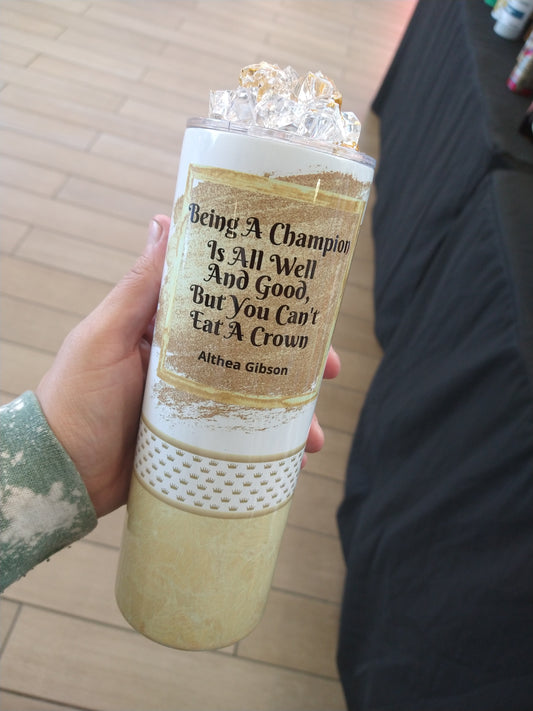 Being A Champion
Is All Well
And Good,
But You Can't
Eat A Crown
Althea Gibson